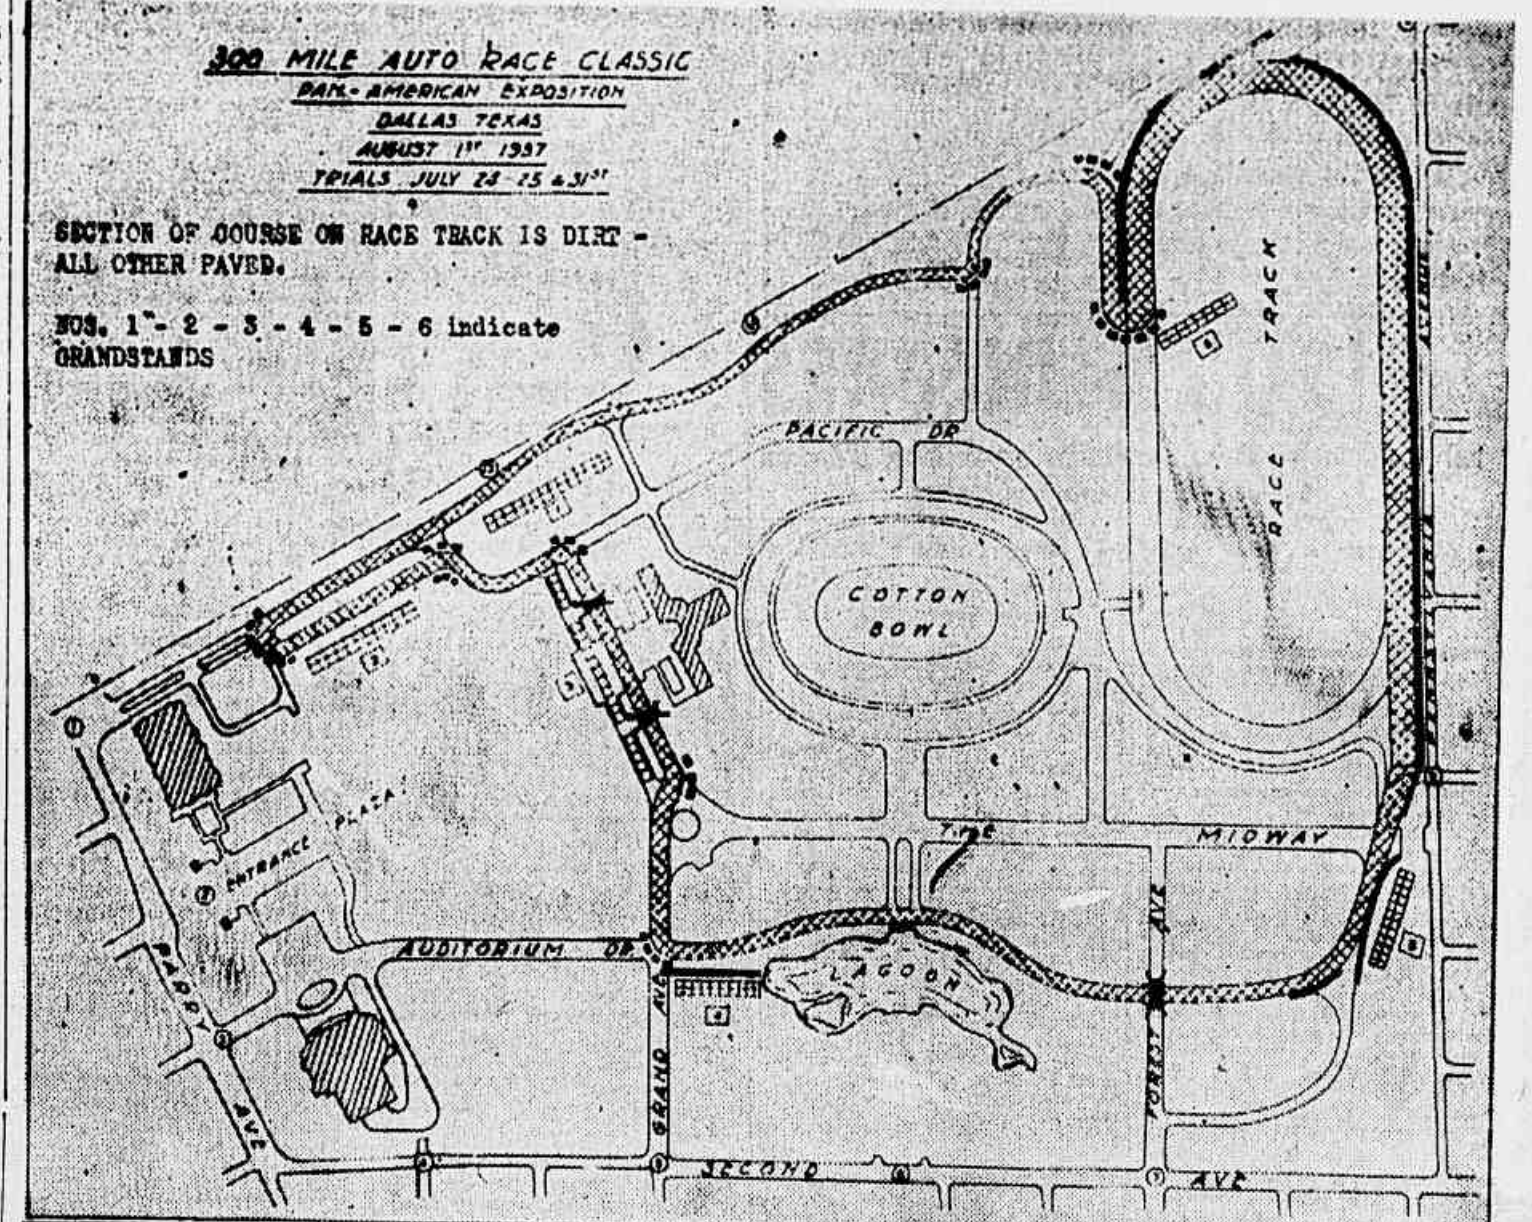 300 MILE AUTO RACE CLASSIC
PAN-AMERICAN EXPOSITION
DALLAS TEXAS
AUGUST 1ST 1937
TRIALS JULY 24-25 & 31ST
SECTION OF COURSE ON RACE TRACK IS DIRT -
ALL OTHER PAVED.
NOS. 1 - 2 - 3 - 4 - 5 - 6 indicate
GRANDSTANDS
RACE TRACK
AVENUE
PACIFIC DR.
COTTON
BOWL
ENTRANCE PLAZA
MIDWAY
AUDITORIUM DR.
LAGOON
PARRY AVE
GRAND AVE
FOREST AVE
SECOND AVE